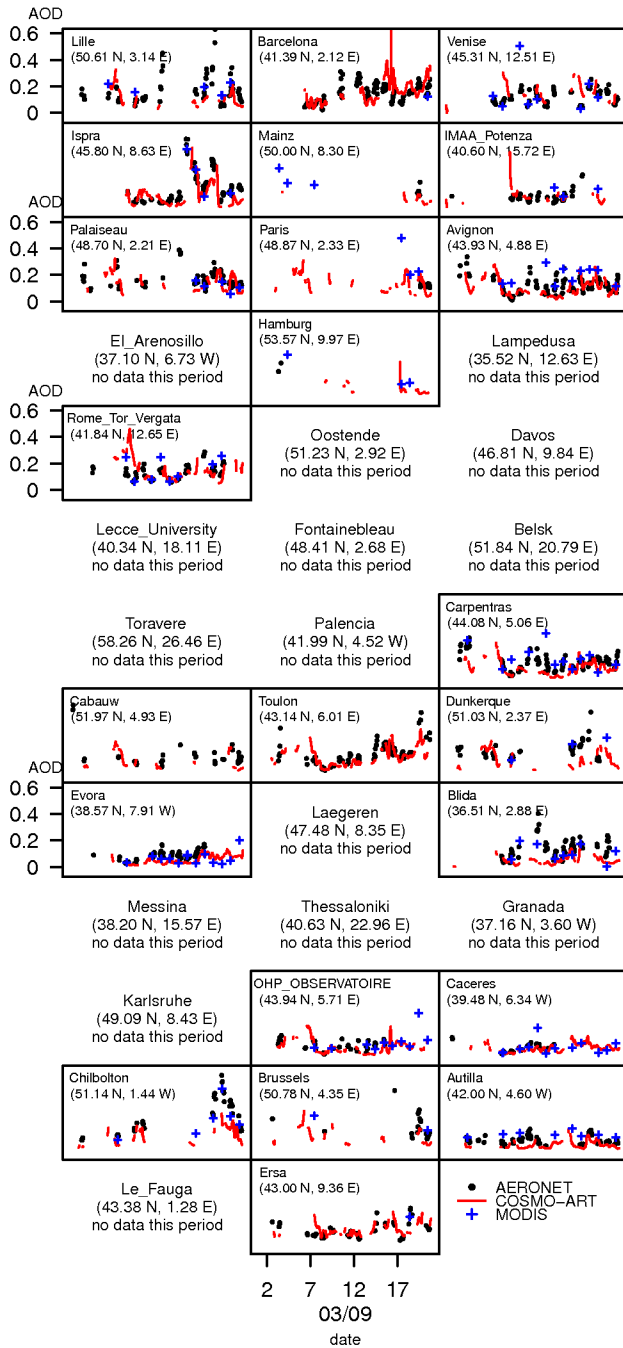 AOD
Lille
(50.61 N, 3.14 E)
Barcelona
(41.39 N, 2.12 E)
Venise
(45.31 N, 12.51 E)
0.6
0.4
0.2
0
Ispra
(45.80 N, 8.63 E)
Mainz
(50.00 N, 8.30 E)
IMAA_Potenza
(40.60 N, 15.72 E)
AOD
Palaiseau
(48.70 N, 2.21 E)
Paris
(48.87 N, 2.33 E)
Avignon
(43.93 N, 4.88 E)
0.6
0.4
0.2
0
El_Arenosillo
(37.10 N, 6.73 W)
no data this period
Hamburg
(53.57 N, 9.97 E)
Lampedusa
(35.52 N, 12.63 E)
no data this period
AOD
Rome_Tor_Vergata
(41.84 N, 12.65 E)
0.6
0.4
0.2
0
Oostende
(51.23 N, 2.92 E)
no data this period
Davos
(46.81 N, 9.84 E)
no data this period
Lecce_University
(40.34 N, 18.11 E)
no data this period
Fontainebleau
(48.41 N, 2.68 E)
no data this period
Belsk
(51.84 N, 20.79 E)
no data this period
Toravere
(58.26 N, 26.46 E)
no data this period
Palencia
(41.99 N, 4.52 W)
no data this period
Carpentras
(44.08 N, 5.06 E)
Cabauw
(51.97 N, 4.93 E)
Toulon
(43.14 N, 6.01 E)
Dunkerque
(51.03 N, 2.37 E)
AOD
Evora
(38.57 N, 7.91 W)
0.6
0.4
0.2
0
Laegeren
(47.48 N, 8.35 E)
no data this period
Blida
(36.51 N, 2.88 E)
Messina
(38.20 N, 15.57 E)
no data this period
Thessaloniki
(40.63 N, 22.96 E)
no data this period
Granada
(37.16 N, 3.60 W)
no data this period
Karlsruhe
(49.09 N, 8.43 E)
no data this period
OHP_OBSERVATOIRE
(43.94 N, 5.71 E)
Caceres
(39.48 N, 6.34 W)
Chilbolton
(51.14 N, 1.44 W)
Brussels
(50.78 N, 4.35 E)
Autilla
(42.00 N, 4.60 W)
Le_Fauga
(43.38 N, 1.28 E)
no data this period
Ersa
(43.00 N, 9.36 E)
AERONET
COSMO-ART
MODIS
2 7 12 17
03/09
date